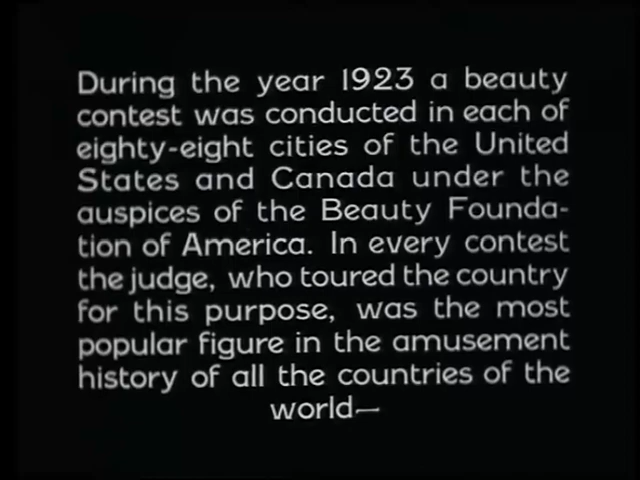 During the year 1923 a beauty
contest was conducted in each of
eighty-eight cities of the United
States and Canada under the
auspices of the Beauty Founda-
tion of America. In every contest
the judge, who toured the country
for this purpose, was the most
popular figure in the amusement
history of all the countries of the
world—